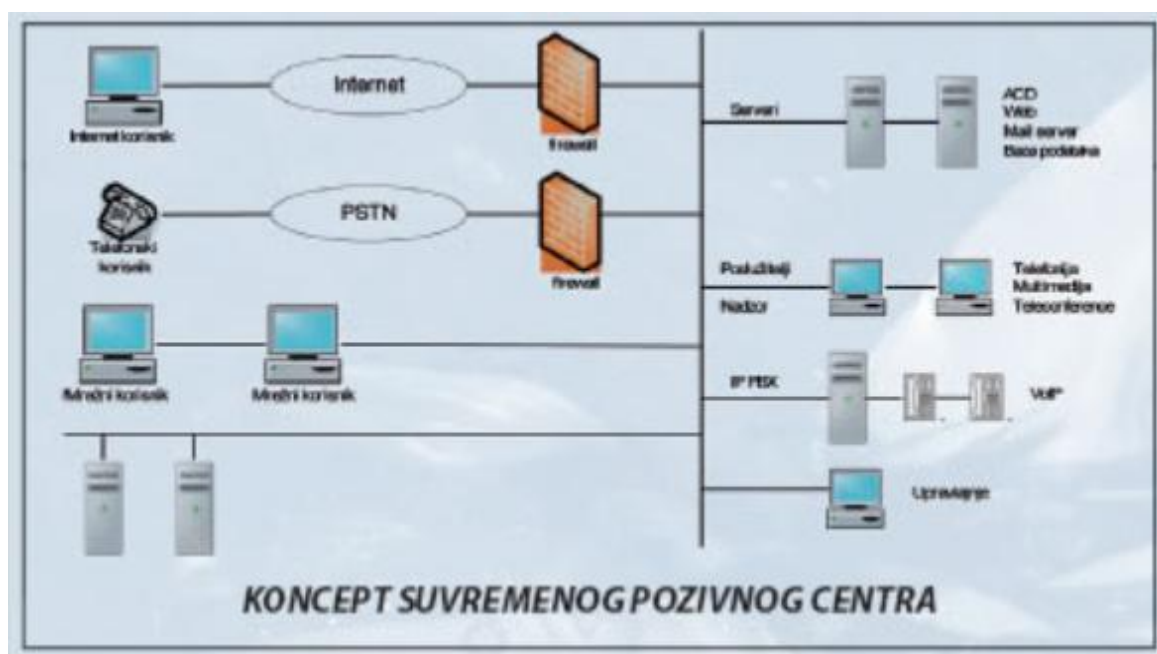 Internet korisnik
Internet
firewall
Telefonski
korisnik
PSTN
firewall
Mrežni korisnik
Mrežni korisnik
Serveri
ACD
Web
Mail server
Baza podataka
Poslužitelji
Nadzor
Telefonija
Multimedija
Teleconference
IP
VoIP
Upravljanje
KONCEPT SUVREMENOG POZIVNOG CENTRA